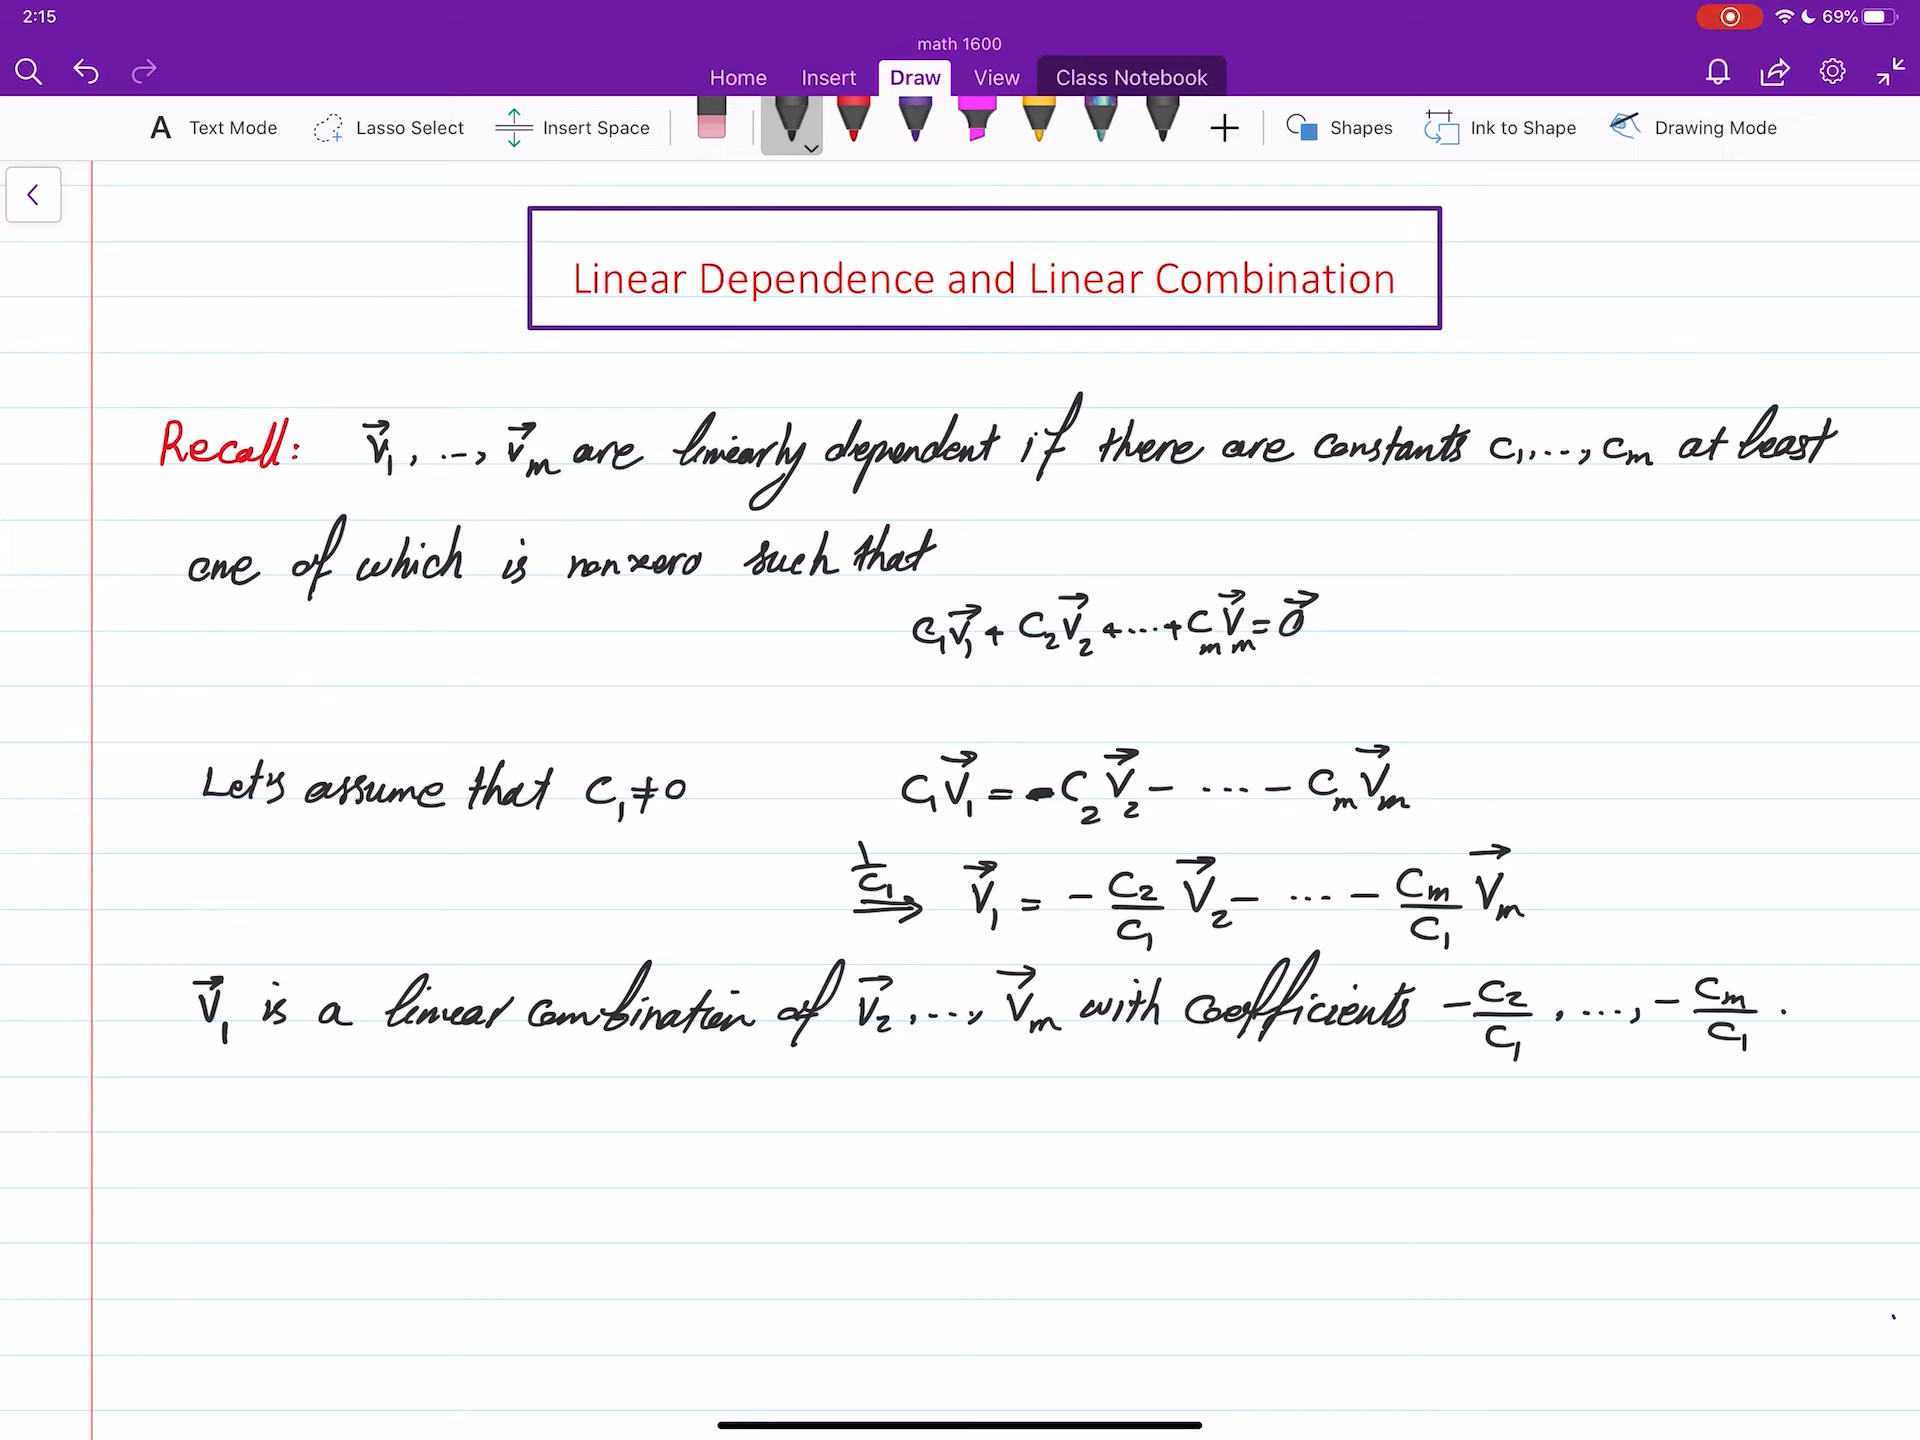 2:15
69%
math 1600
Home Insert Draw View Class Notebook
A Text Mode Lasso Select Insert Space Shapes Ink to Shape Drawing Mode
Linear Dependence and Linear Combination
Recall: v⃗₁, ..., v⃗ₘ are linearly dependent if there are constants c₁, ..., cₘ at least
one of which is nonzero such that
c₁v⃗₁ + c₂v⃗₂ + ... + cₘv⃗ₘ = 0⃗
Let's assume that c₁ ≠ 0 c₁v⃗₁ = -c₂v⃗₂ - .... - cₘv⃗ₘ
1/c₁ ⟹ v⃗₁ = - c₂/c₁ v⃗₂ - ... - cₘ/c₁ v⃗ₘ
v⃗₁ is a linear combination of v⃗₂, ..., v⃗ₘ with coefficients - c₂/c₁, ..., - cₘ/c₁.